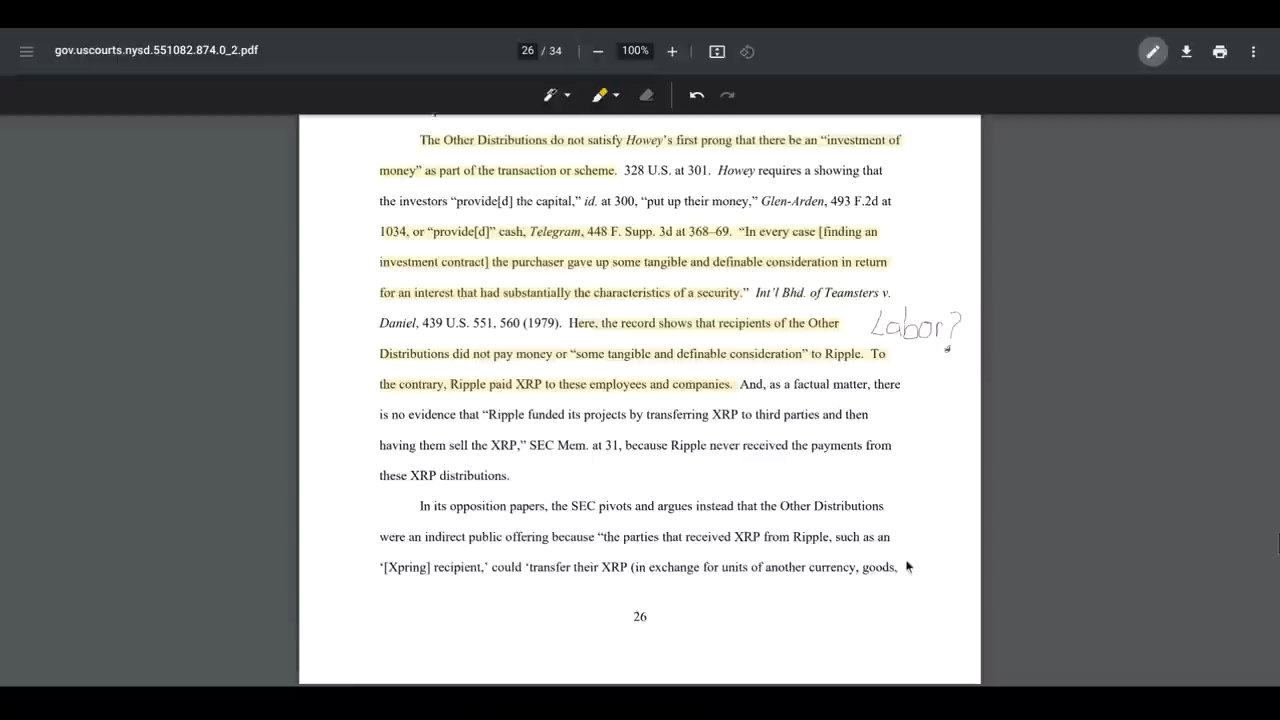 gov.uscourts.nysd.551082.874.0_2.pdf
26 / 34
100%
The Other Distributions do not satisfy Howey's first prong that there be an “investment of
money” as part of the transaction or scheme. 328 U.S. at 301. Howey requires a showing that
the investors “provide[d] the capital,” id. at 300, “put up their money,” Glen-Arden, 493 F.2d at
1034, or “provide[d]” cash, Telegram, 448 F. Supp. 3d at 368–69. “In every case [finding an
investment contract] the purchaser gave up some tangible and definable consideration in return
for an interest that had substantially the characteristics of a security.” Int’l Bhd. of Teamsters v.
Daniel, 439 U.S. 551, 560 (1979). Here, the record shows that recipients of the Other
Labor?
Distributions did not pay money or “some tangible and definable consideration” to Ripple. To
the contrary, Ripple paid XRP to these employees and companies. And, as a factual matter, there
is no evidence that “Ripple funded its projects by transferring XRP to third parties and then
having them sell the XRP,” SEC Mem. at 31, because Ripple never received the payments from
these XRP distributions.
In its opposition papers, the SEC pivots and argues instead that the Other Distributions
were an indirect public offering because “the parties that received XRP from Ripple, such as an
‘[Xpring] recipient,’ could ‘transfer their XRP (in exchange for units of another currency, goods,
26